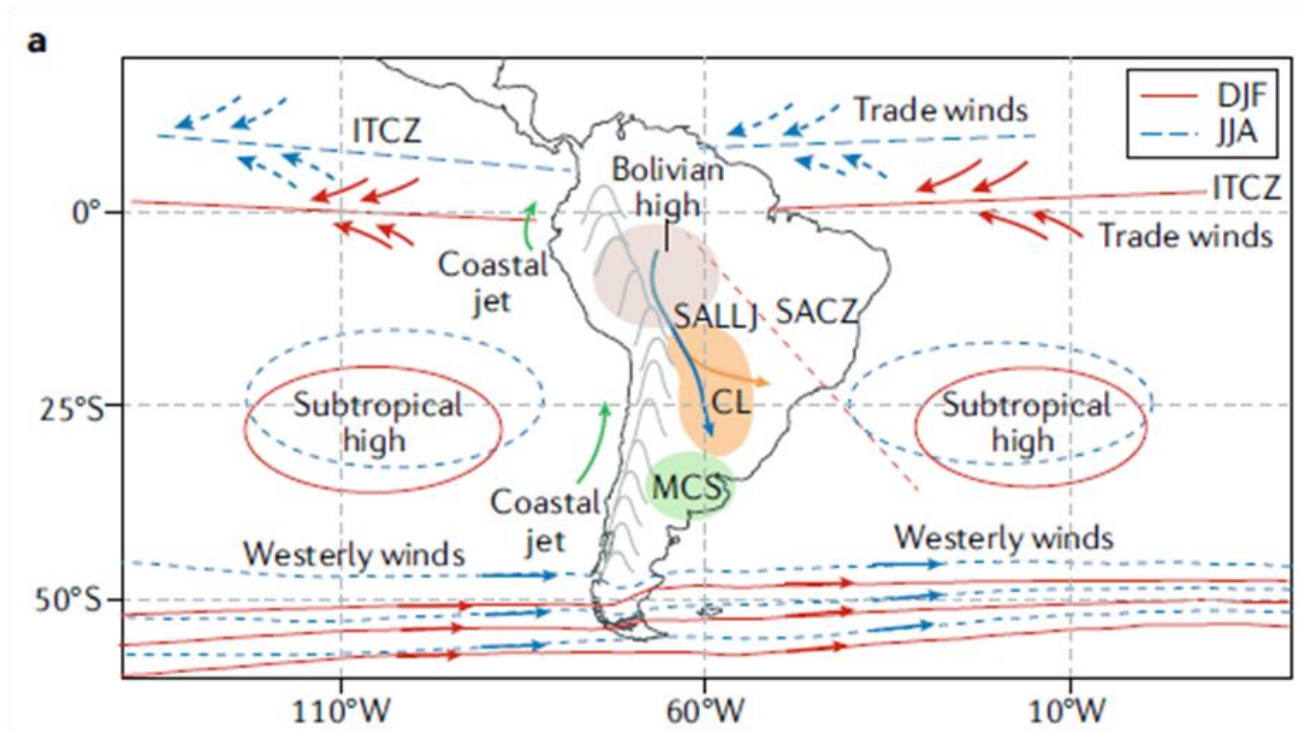 a
DJF
JJA
Trade winds
ITCZ
Bolivian
high
ITCZ
0°
Trade winds
Coastal
jet
SALLJ
SACZ
Subtropical
high
25°S
CL
Subtropical
high
MCS
Coastal
jet
Westerly winds
Westerly winds
50°S
110°W
60°W
10°W